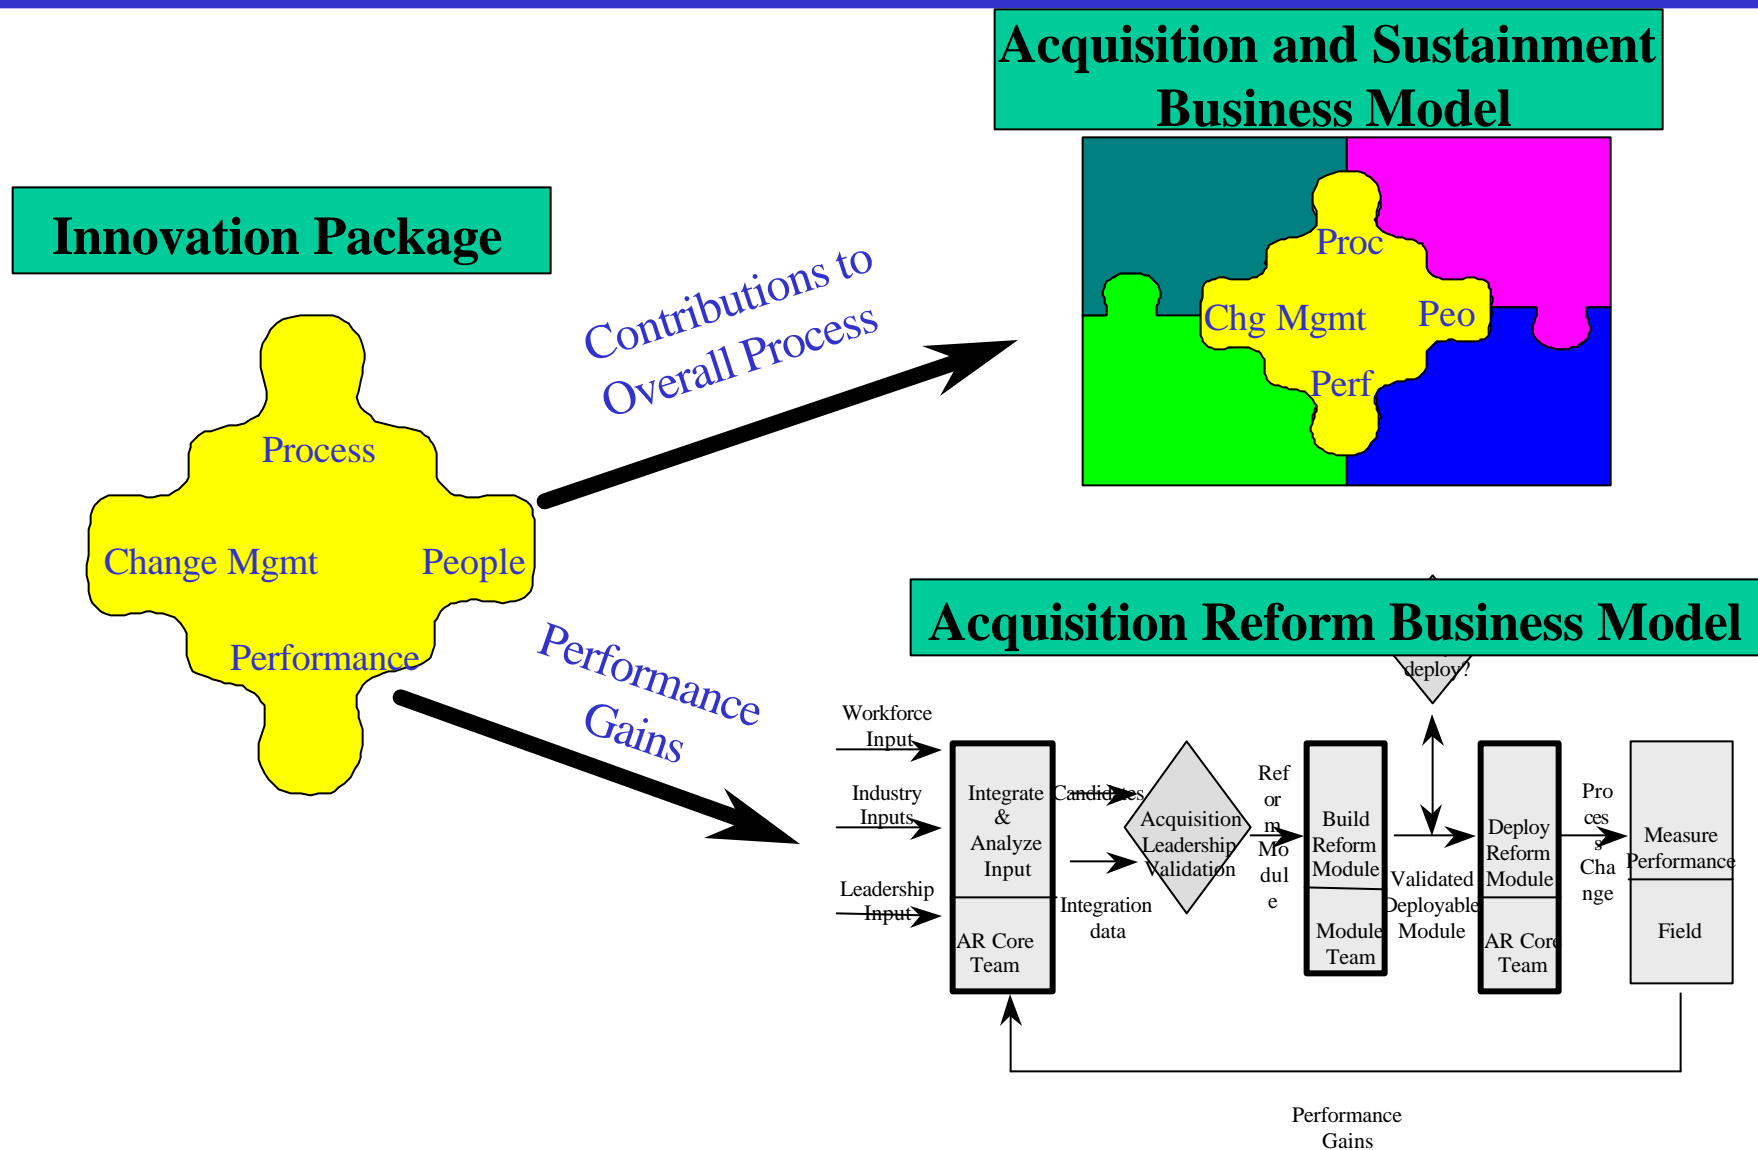 Acquisition and Sustainment
Business Model
Innovation Package
Contributions to
Overall Process
Proc
Chg Mgmt
Peo
Perf
Process
Change Mgmt
People
Performance
Performance
Gains
Acquisition Reform Business Model
deploy?
Workforce
Input
Industry
Inputs
Leadership
Input
Integrate
&
Analyze
Input
AR Core
Team
Candidates
Integration
data
Acquisition
Leadership
Validation
Ref
or
m
Mo
dul
e
Build
Reform
Module
Module
Team
Validated
Deployable
Module
Deploy
Reform
Module
AR Core
Team
Pro
ces
s
Cha
nge
Measure
Performance
Field
Performance
Gains